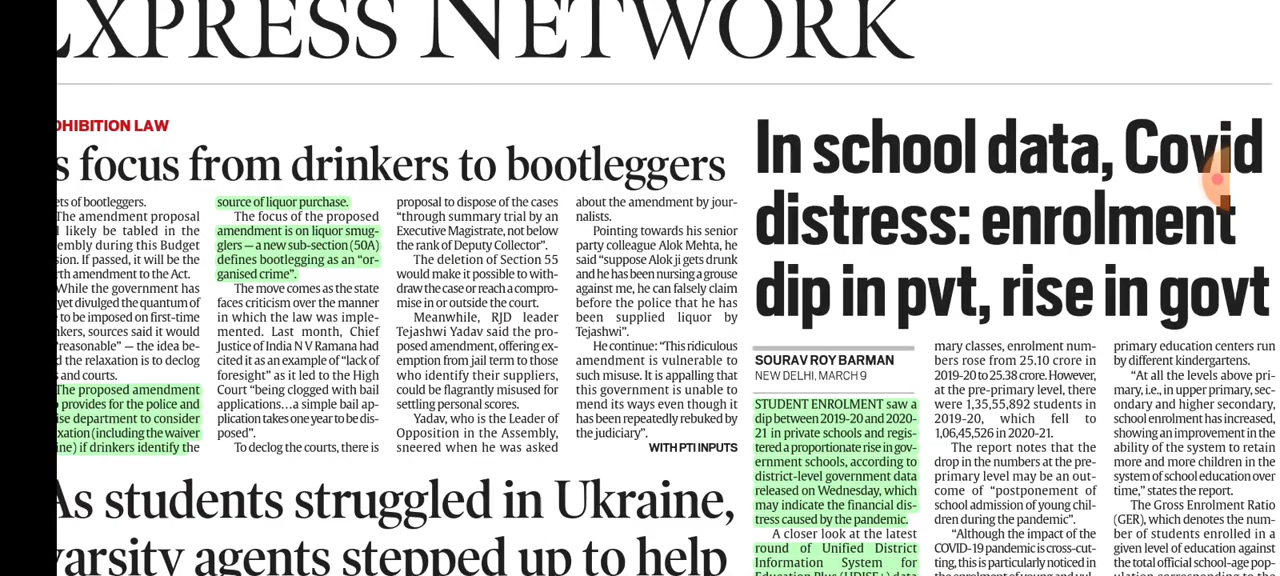 EXPRESS NETWORK
OHIBITION LAW
s focus from drinkers to bootleggers
ets of bootleggers.
The amendment proposal
likely be tabled in the
embly during this Budget
sion. If passed, it will be the
rth amendment to the Act.
While the government has
yet divulged the quantum of
to be imposed on first-time
nkers, sources said it would
"reasonable" — the idea be-
d the relaxation is to declog
s and courts.
The proposed amendment
provides for the police and
ise department to consider
xation (including the waiver
ine) if drinkers identify the
source of liquor purchase.
The focus of the proposed
amendment is on liquor smug-
glers — a new sub-section (50A)
defines bootlegging as an "or-
ganised crime".
The move comes as the state
faces criticism over the manner
in which the law was imple-
mented. Last month, Chief
Justice of India N V Ramana had
cited it as an example of "lack of
foresight" as it led to the High
Court "being clogged with bail
applications...a simple bail ap-
plication takes one year to be dis-
posed".
To declog the courts, there is
proposal to dispose of the cases
"through summary trial by an
Executive Magistrate, not below
the rank of Deputy Collector".
The deletion of Section 55
would make it possible to with-
draw the case or reach a compro-
mise in or outside the court.
Meanwhile, RJD leader
Tejashwi Yadav said the pro-
posed amendment, offering ex-
emption from jail term to those
who identify their suppliers,
could be flagrantly misused for
settling personal scores.
Yadav, who is the Leader of
Opposition in the Assembly,
sneered when he was asked
about the amendment by jour-
nalists.
Pointing towards his senior
party colleague Alok Mehta, he
said "suppose Alok ji gets drunk
and he has been nursing a grouse
against me, he can falsely claim
before the police that he has
been supplied liquor by
Tejashwi".
He continue: "This ridiculous
amendment is vulnerable to
such misuse. It is appalling that
this government is unable to
mend its ways even though it
has been repeatedly rebuked by
the judiciary".
WITH PTI INPUTS
As students struggled in Ukraine,
varsity agents stepped up to help
In school data, Covid
distress: enrolment
dip in pvt, rise in govt
SOURAV ROY BARMAN
NEW DELHI, MARCH 9
STUDENT ENROLMENT saw a
dip between 2019-20 and 2020-
21 in private schools and regis-
tered a proportionate rise in gov-
ernment schools, according to
district-level government data
released on Wednesday, which
may indicate the financial dis-
tress caused by the pandemic.
A closer look at the latest
round of Unified District
Information System for
Education Plus (UDISE+) data
mary classes, enrolment num-
bers rose from 25.10 crore in
2019-20 to 25.38 crore. However,
at the pre-primary level, there
were 1,35,55,892 students in
2019-20, which fell to
1,06,45,526 in 2020-21.
The report notes that the
drop in the numbers at the pre-
primary level may be an out-
come of "postponement of
school admission of young chil-
dren during the pandemic".
"Although the impact of the
COVID-19 pandemic is cross-cut-
ting, this is particularly noticed in
primary education centers run
by different kindergartens.
"At all the levels above pri-
mary, i.e., in upper primary, sec-
ondary and higher secondary,
school enrolment has increased,
showing an improvement in the
ability of the system to retain
more and more children in the
system of school education over
time," states the report.
The Gross Enrolment Ratio
(GER), which denotes the num-
ber of students enrolled in a
given level of education against
the total official school-age pop-